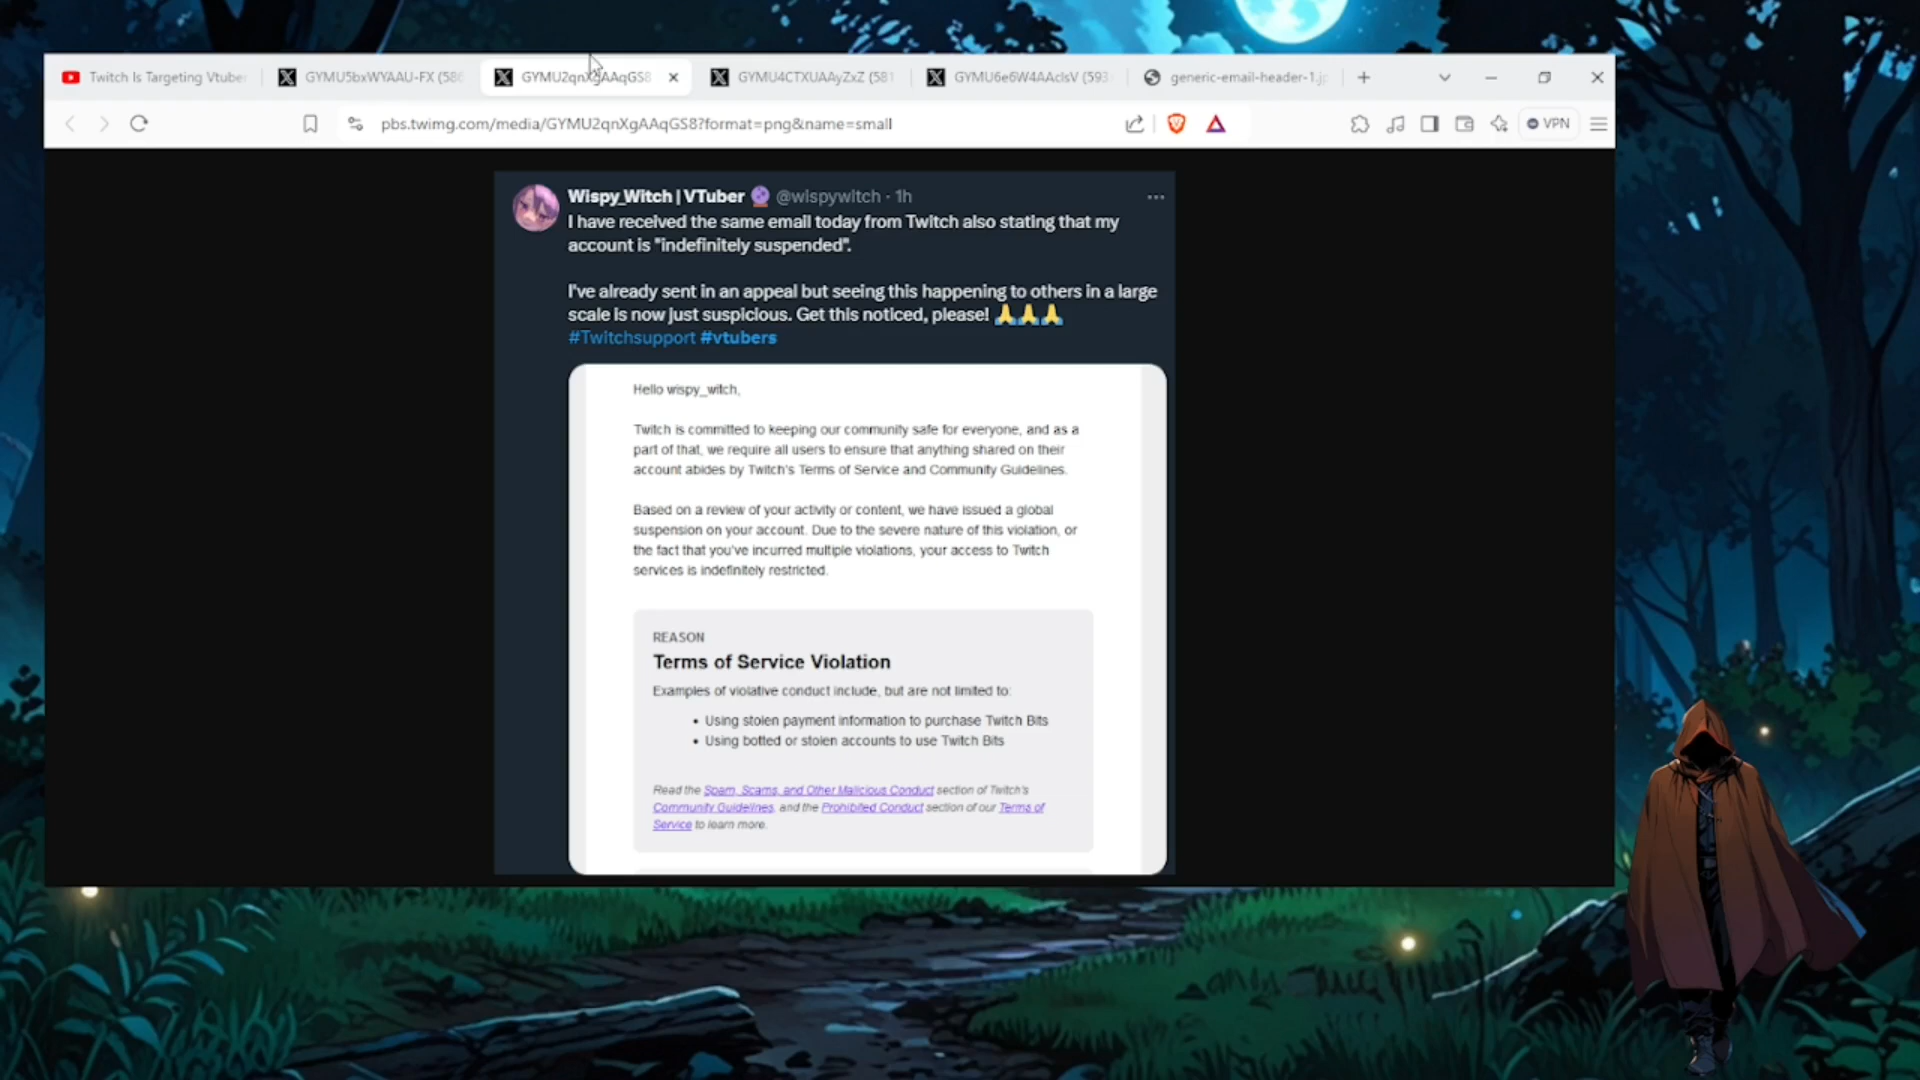 Twitch Is Targeting Vtuber
GYMU5bxWYAAU-FX (586
GYMU2qnXgAAqGS8
GYMU4CTXUAAyZxZ (581
GYMU6e6W4AAclsV (593
generic-email-header-1.jp
pbs.twimg.com/media/GYMU2qnXgAAqGS8?format=png&name=small
VPN
Wispy_Witch | VTuber 🔮 @wispywitch · 1h
I have received the same email today from Twitch also stating that my
account is "indefinitely suspended".
I've already sent in an appeal but seeing this happening to others in a large
scale is now just suspicious. Get this noticed, please! 🙏🙏🙏
#Twitchsupport #vtubers
Hello wispy_witch,
Twitch is committed to keeping our community safe for everyone, and as a
part of that, we require all users to ensure that anything shared on their
account abides by Twitch's Terms of Service and Community Guidelines.
Based on a review of your activity or content, we have issued a global
suspension on your account. Due to the severe nature of this violation, or
the fact that you've incurred multiple violations, your access to Twitch
services is indefinitely restricted.
REASON
Terms of Service Violation
Examples of violative conduct include, but are not limited to:
• Using stolen payment information to purchase Twitch Bits
• Using botted or stolen accounts to use Twitch Bits
Read the Spam, Scams, and Other Malicious Conduct section of Twitch's
Community Guidelines, and the Prohibited Conduct section of our Terms of
Service to learn more.